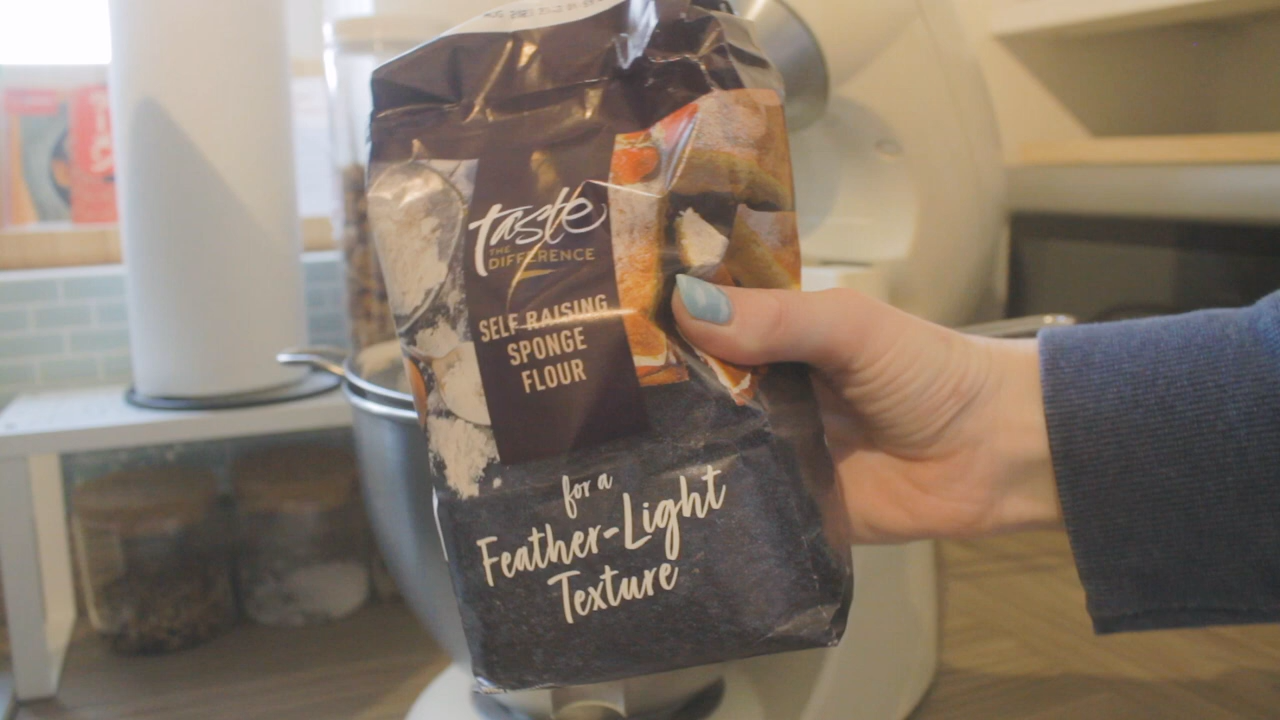 taste
THE
DIFFERENCE
SELF RAISING
SPONGE
FLOUR
for a
Feather-Light
Texture